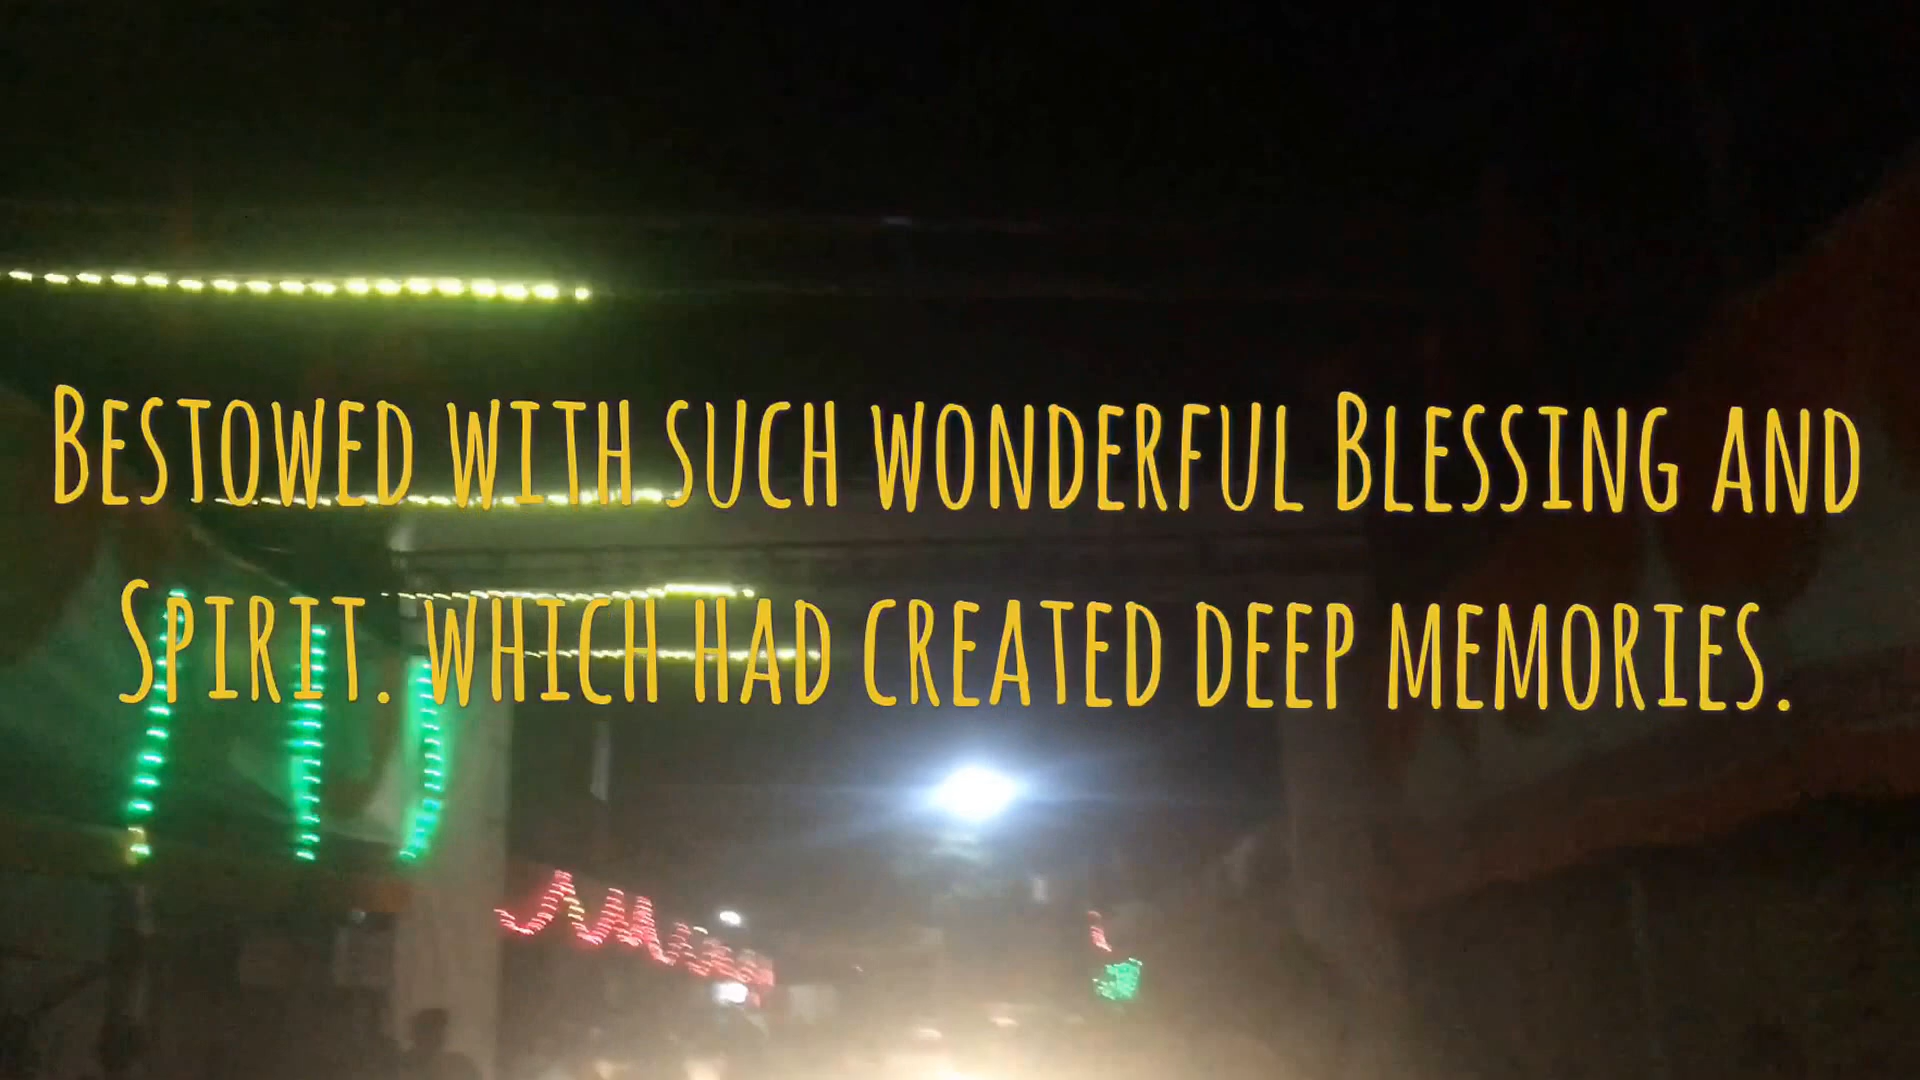 Bestowed with such wonderful Blessing and
Spirit. which had created deep memories.